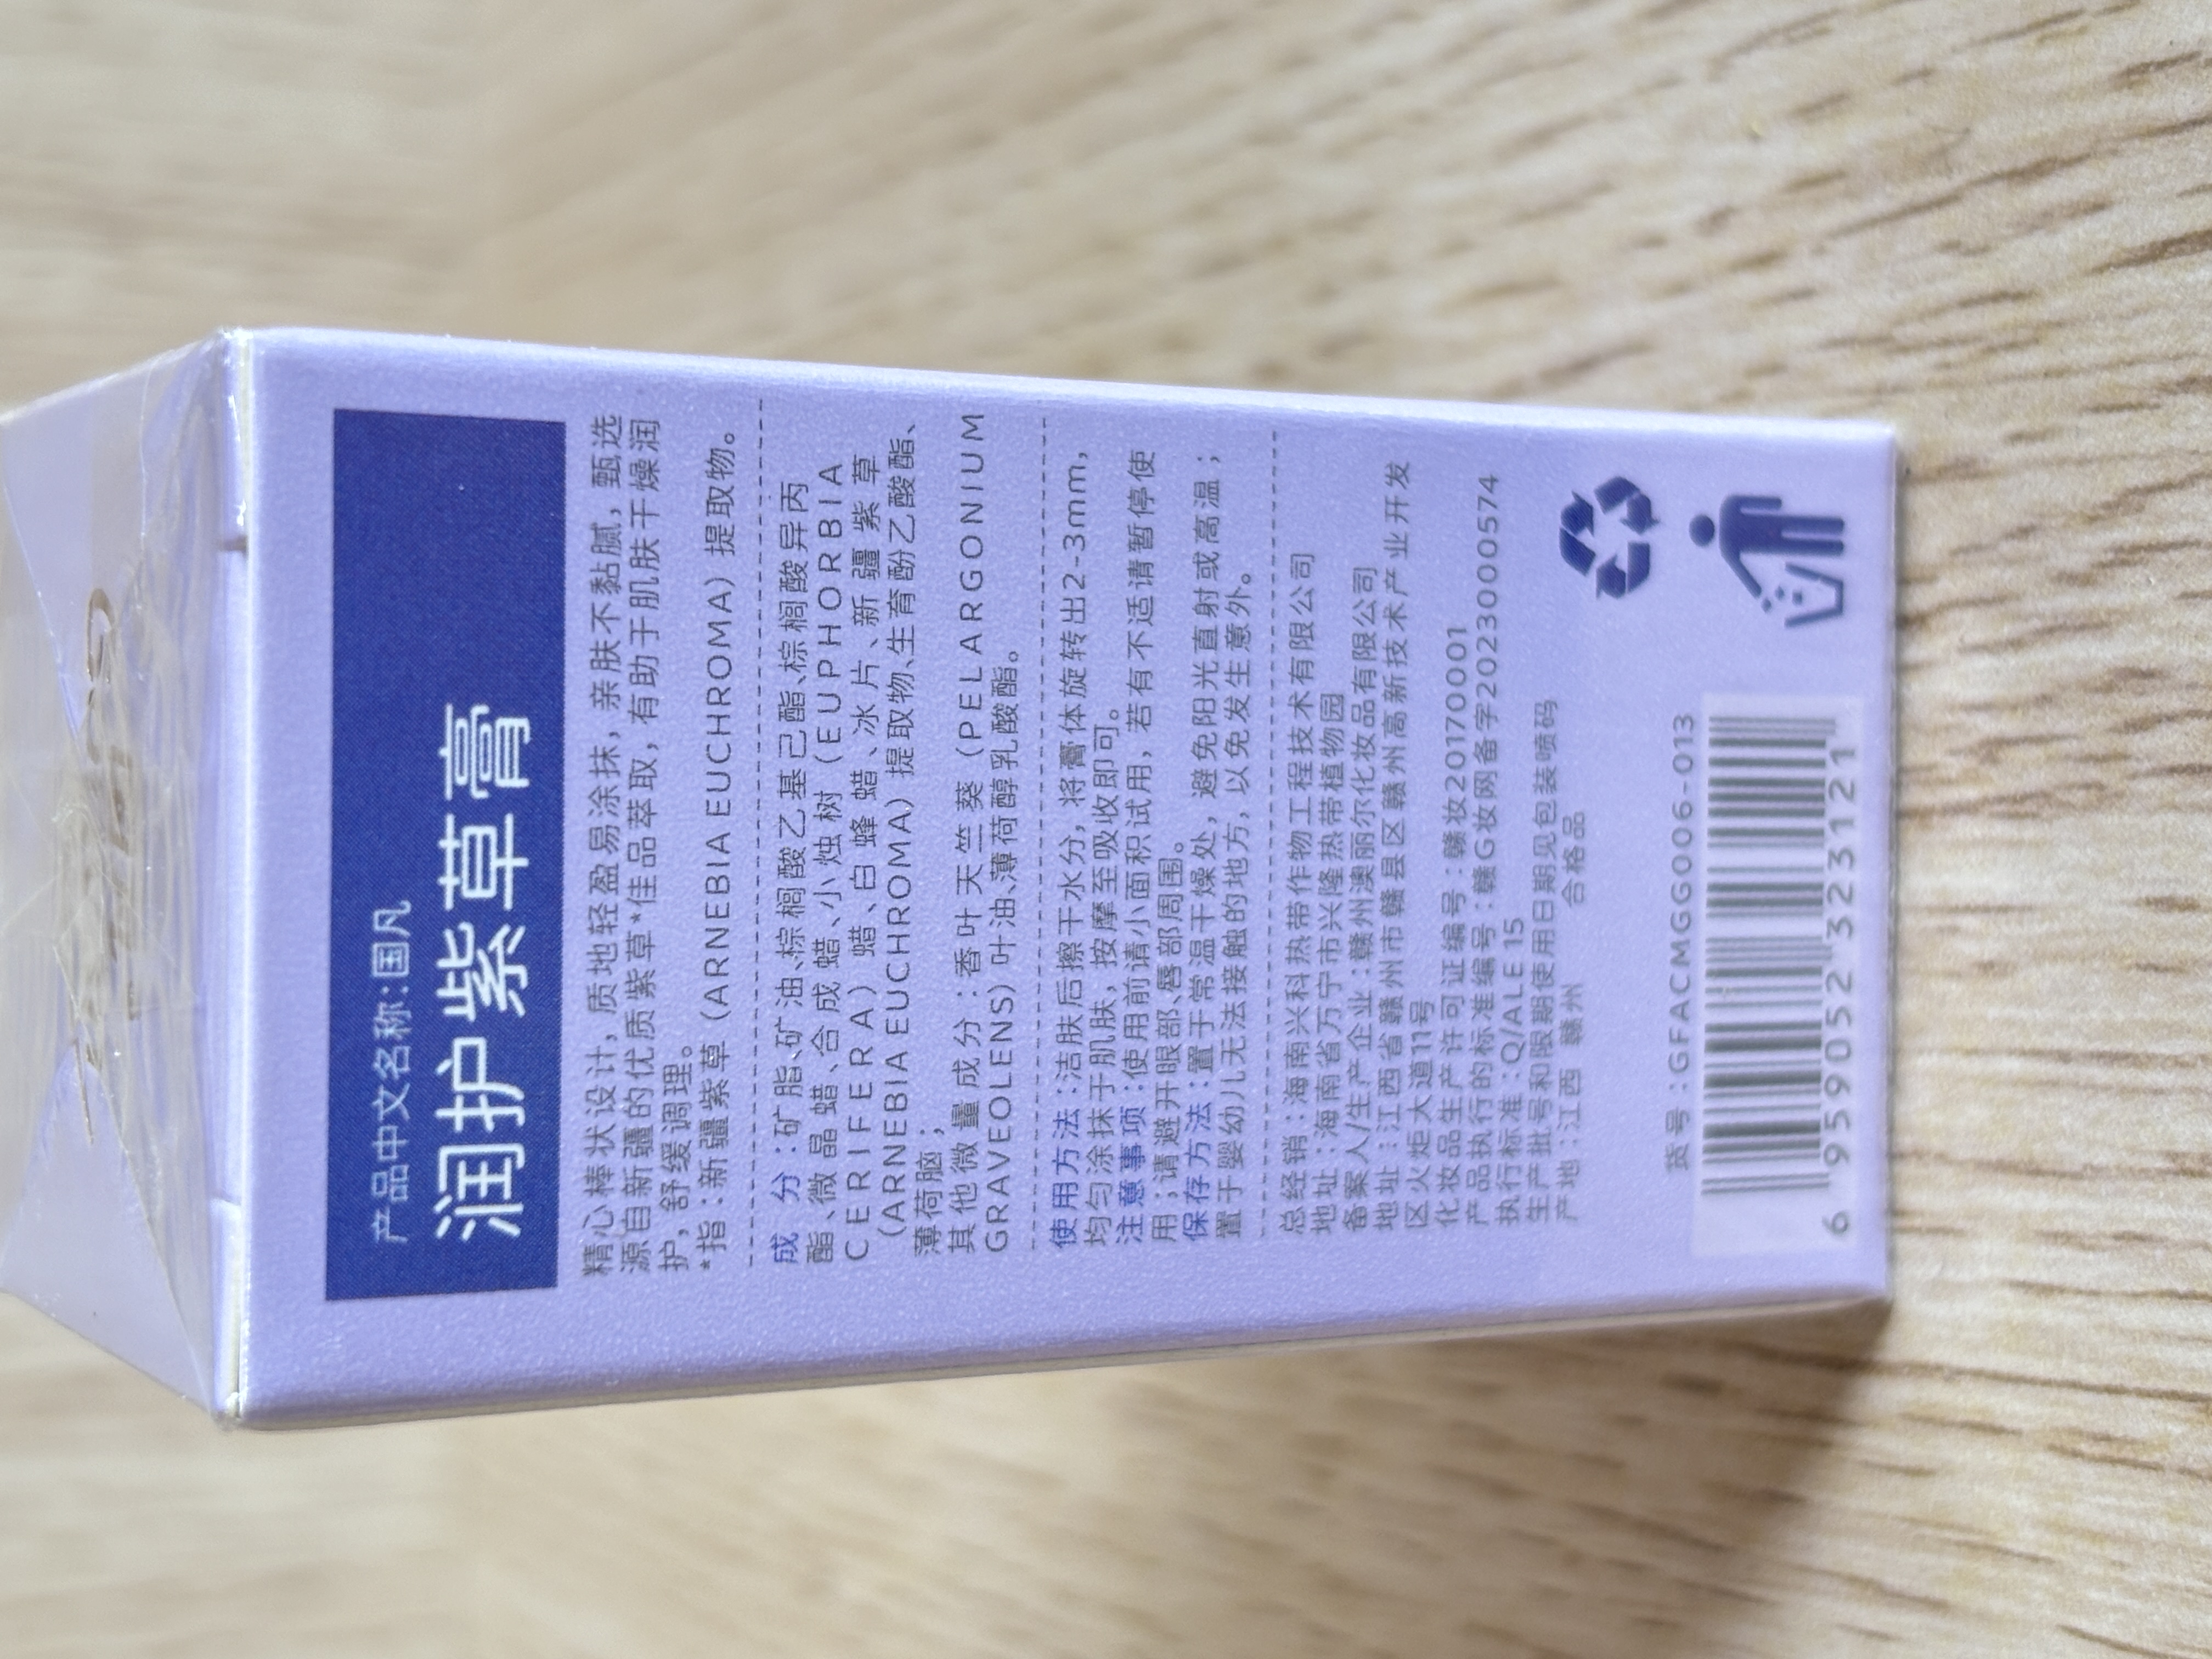 产品中文名称:国凡
润护紫草膏
精心棒状设计，质地轻盈易涂抹，亲肤不黏腻，甄选
源自新疆的优质紫草*佳品萃取，有助于肌肤干燥润
护，舒缓调理。
*指：新疆紫草（ARNEBIA EUCHROMA）提取物。
成 分：矿脂、矿油、棕榈酸乙基己酯、棕榈酸异丙
酯、微晶蜡、合成蜡、小烛树（EUPHORBIA
CERIFERA）蜡、白蜂蜡、冰片、新疆紫草
（ARNEBIA EUCHROMA）提取物、生育酚乙酸酯、
薄荷脑；
其他微量成分：香叶天竺葵（PELARGONIUM
GRAVEOLENS）叶油、薄荷醇乳酸酯。
使用方法：洁肤后擦干水分，将膏体旋转出2-3mm，
均匀涂抹于肌肤，按摩至吸收即可。
注意事项：使用前请小面积试用，若有不适请暂停使
用；请避开眼部、唇部周围。
保存方法：置于常温干燥处，避免阳光直射或高温；
置于婴幼儿无法接触的地方，以免发生意外。
总经销：海南兴科热带作物工程技术有限公司
地址：海南省万宁市兴隆热带植物园
备案人/生产企业：赣州澳丽尔化妆品有限公司
地址：江西省赣州市赣县区赣州高新技术产业开发
区火炬大道11号
化妆品生产许可证编号：赣妆20170001
产品执行的标准编号：赣G妆网备字2023000574
执行标准：Q/ALE 15
生产批号和限期使用日期见包装喷码
产地：江西 赣州 合格品
货号：GFACMGG006-013
6 959052 323121